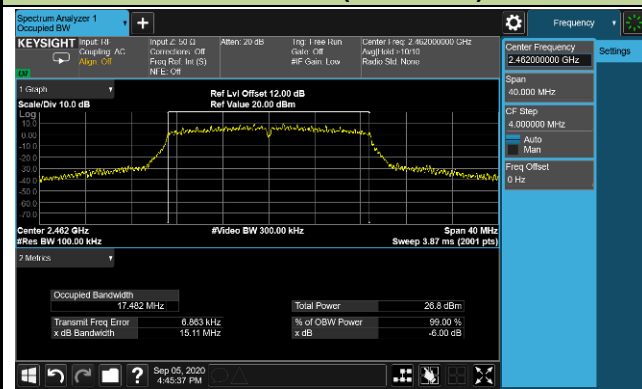 Spectrum Analyzer 1
Occupied BW
KEYSIGHT
Input: RF
Coupling: AC
Align: Off
Input Z: 50 Ω
Corrections: Off
Freq Ref: Int (S)
NFE: Off
Atten: 20 dB
Trig: Free Run
Gate: Off
#IF Gain: Low
Center Freq: 2.462000000 GHz
Avg|Hold >10/10
Radio Std: None
1 Graph
Scale/Div 10.0 dB
Ref Lvl Offset 12.00 dB
Ref Value 20.00 dBm
Log
10.0
0.00
-10.0
-20.0
-30.0
-40.0
-50.0
-60.0
-70.0
Center 2.462 GHz
#Video BW 300.00 kHz
Span 40 MHz
#Res BW 100.00 kHz
Sweep 3.87 ms (2001 pts)
2 Metrics
Occupied Bandwidth
17.482 MHz
Total Power 26.8 dBm
Transmit Freq Error 6.863 kHz
% of OBW Power 99.00 %
x dB Bandwidth 15.11 MHz
x dB -6.00 dB
Sep 05, 2020
4:45:37 PM
Frequency
Center Frequency
2.462000000 GHz
Settings
Span
40.000 MHz
CF Step
4.000000 MHz
Auto
Man
Freq Offset
0 Hz